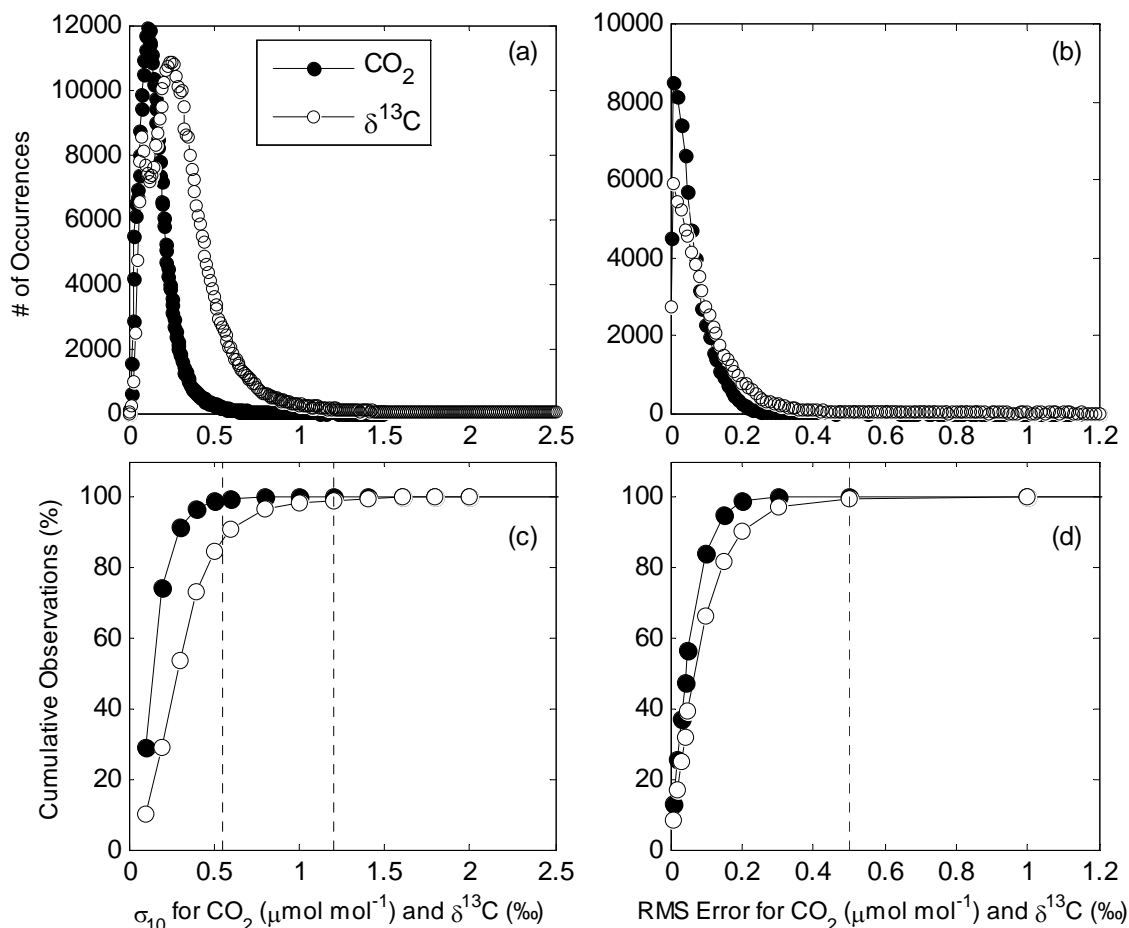 12000
10000
8000
6000
4000
2000
0
# of Occurrences
(a)
CO₂
δ¹³C
0 0.5 1 1.5 2 2.5
(b)
8000
6000
4000
2000
0
0 0.2 0.4 0.6 0.8 1 1.2
(c)
100
80
60
40
20
0
Cumulative Observations (%)
0 0.5 1 1.5 2 2.5
σ₁₀ for CO₂ (μmol mol⁻¹) and δ¹³C (‰)
(d)
100
80
60
40
20
0
0 0.2 0.4 0.6 0.8 1 1.2
RMS Error for CO₂ (μmol mol⁻¹) and δ¹³C (‰)
10000